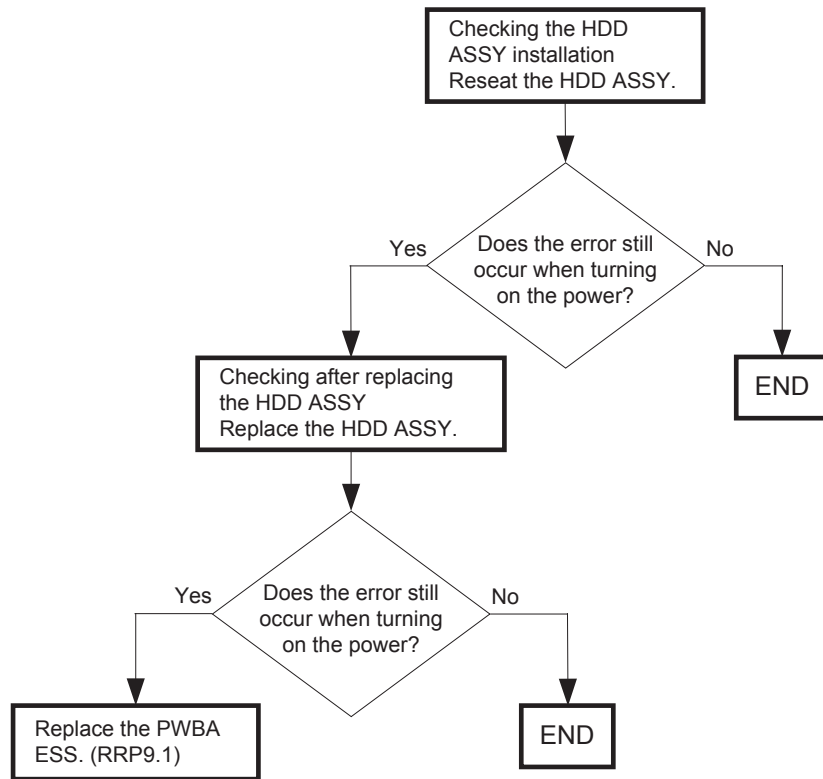 Checking the HDD
ASSY installation
Reseat the HDD ASSY.
Yes
Does the error still
occur when turning
on the power?
No
Checking after replacing
the HDD ASSY
Replace the HDD ASSY.
END
Yes
Does the error still
occur when turning
on the power?
No
Replace the PWBA
ESS. (RRP9.1)
END